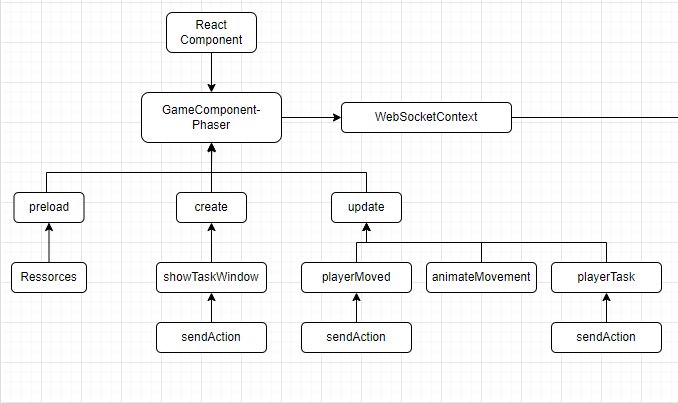 React
Component
GameComponent-
Phaser
WebSocketContext
preload
create
update
Ressorces
showTaskWindow
playerMoved
animateMovement
playerTask
sendAction
sendAction
sendAction